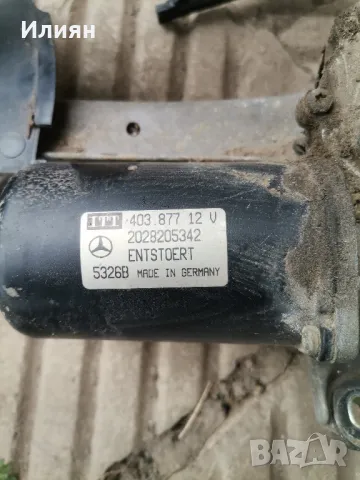 Илиян
ITT 403.877 12 V
2028205342
ENTSTOERT
5326B MADE IN GERMANY
BAZAR